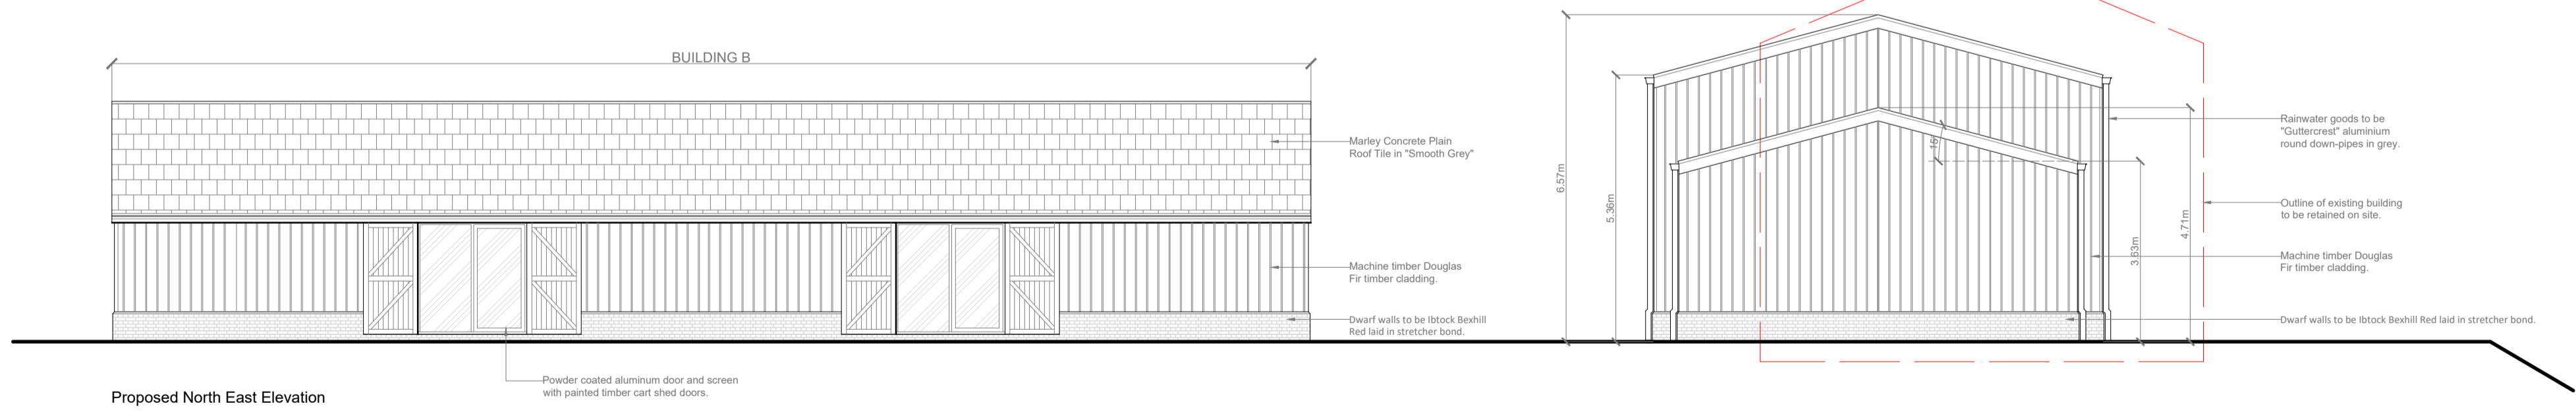 BUILDING B
Marley Concrete Plain
Roof Tile in "Smooth Grey"
Machine timber Douglas
Fir timber cladding.
Dwarf walls to be Ibtock Bexhill
Red laid in stretcher bond.
Powder coated aluminum door and screen
with painted timber cart shed doors.
Proposed North East Elevation
6.57m
5.36m
15°
3.63m
4.71m
Rainwater goods to be
"Guttercrest" aluminium
round down-pipes in grey.
Outline of existing building
to be retained on site.
Machine timber Douglas
Fir timber cladding.
Dwarf walls to be Ibtock Bexhill Red laid in stretcher bond.